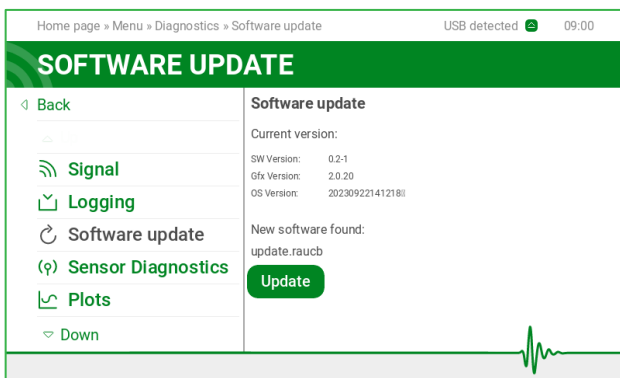 Home page » Menu » Diagnostics » Software update
USB detected
09:00
SOFTWARE UPDATE
Back
Signal
Logging
Software update
Sensor Diagnostics
Plots
Down
Software update
Current version:
SW Version: 0.2-1
Gfx Version: 2.0.20
OS Version: 20230922141218
New software found:
update.raucb
Update